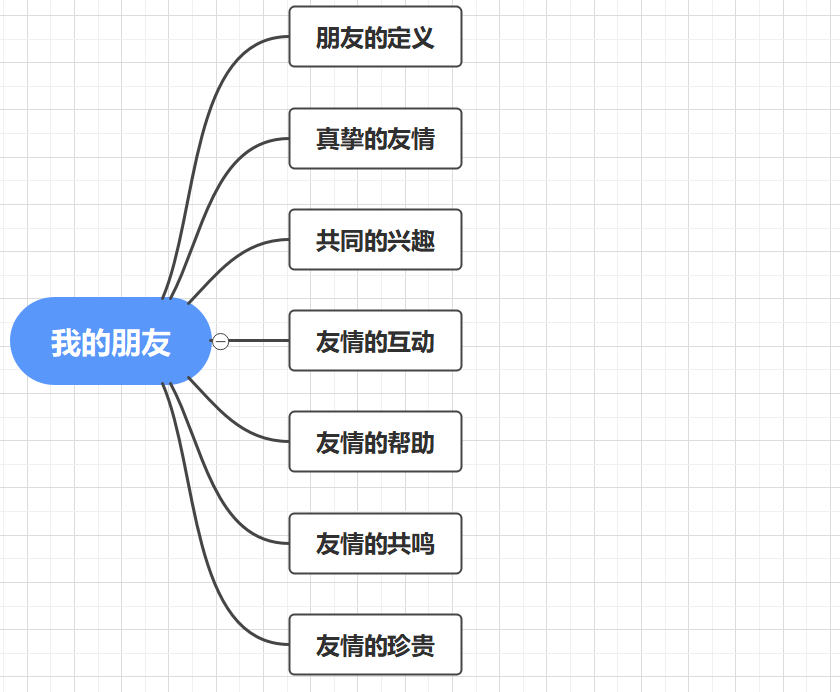 朋友的定义
真挚的友情
共同的兴趣
我的朋友
友情的互动
友情的帮助
友情的共鸣
友情的珍贵